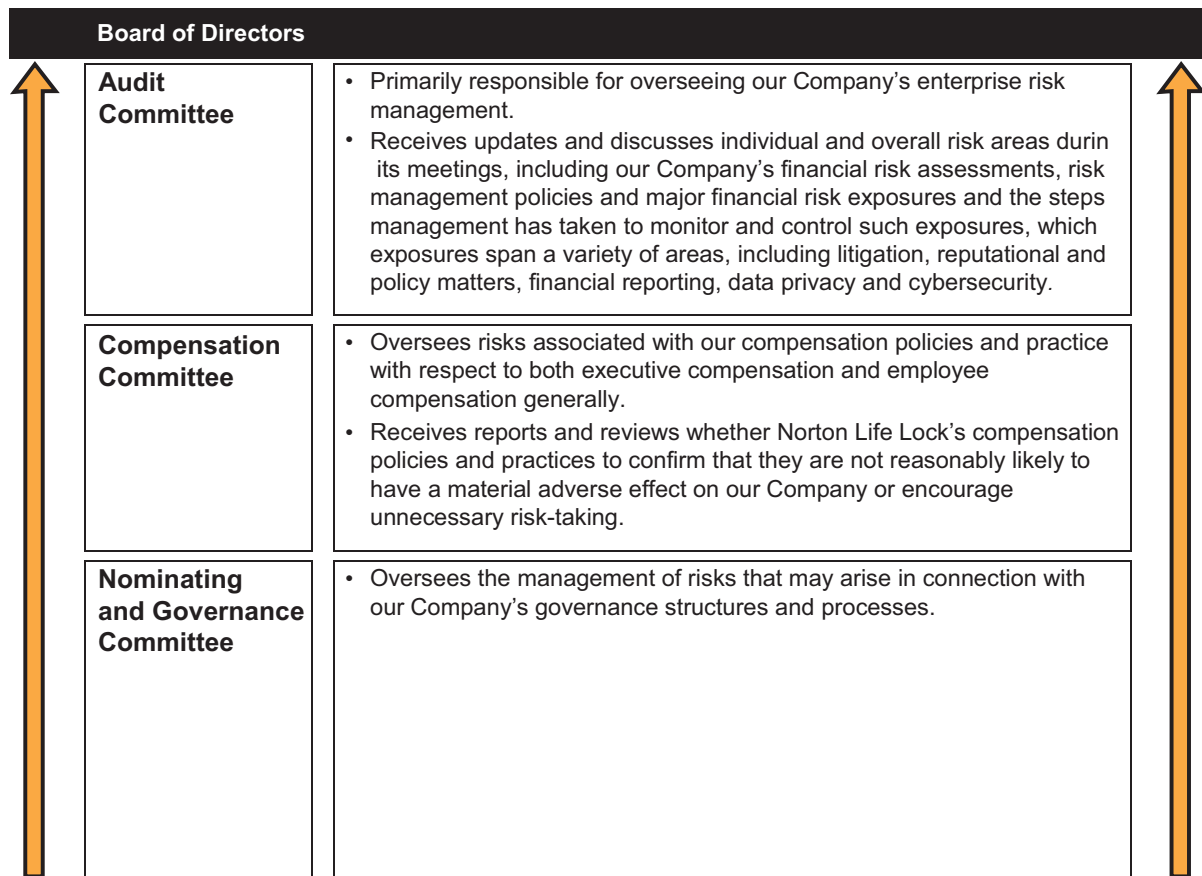 Board of Directors
Audit
Committee
• Primarily responsible for overseeing our Company’s enterprise risk
management.
• Receives updates and discusses individual and overall risk areas durin
its meetings, including our Company’s financial risk assessments, risk
management policies and major financial risk exposures and the steps
management has taken to monitor and control such exposures, which
exposures span a variety of areas, including litigation, reputational and
policy matters, financial reporting, data privacy and cybersecurity.
Compensation
Committee
• Oversees risks associated with our compensation policies and practice
with respect to both executive compensation and employee
compensation generally.
• Receives reports and reviews whether Norton Life Lock’s compensation
policies and practices to confirm that they are not reasonably likely to
have a material adverse effect on our Company or encourage
unnecessary risk-taking.
Nominating
and Governance
Committee
• Oversees the management of risks that may arise in connection with
our Company’s governance structures and processes.